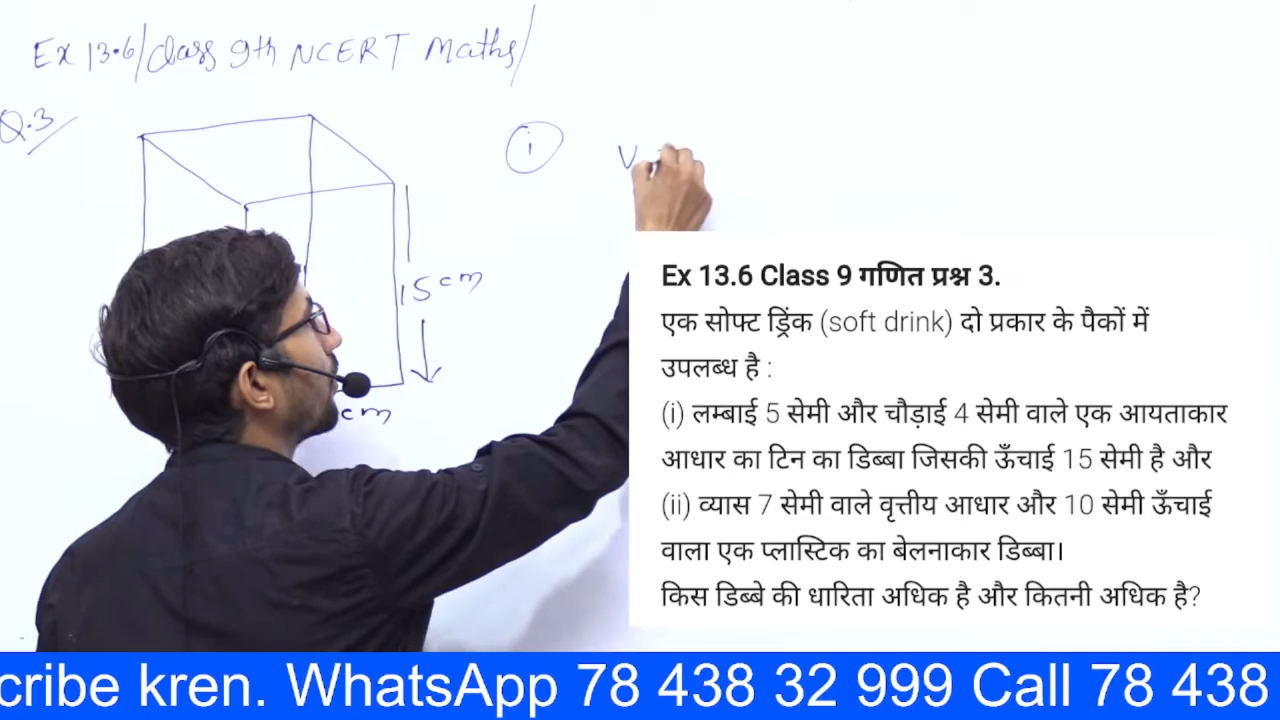 Ex 13.6/Class 9th NCERT Maths/
Q.3
i
V
15 cm
cm
Ex 13.6 Class 9 गणित प्रश्न 3.
एक सोफ्ट ड्रिंक (soft drink) दो प्रकार के पैकों में
उपलब्ध है :
(i) लम्बाई 5 सेमी और चौड़ाई 4 सेमी वाले एक आयताकार
आधार का टिन का डिब्बा जिसकी ऊँचाई 15 सेमी है और
(ii) व्यास 7 सेमी वाले वृत्तीय आधार और 10 सेमी ऊँचाई
वाला एक प्लास्टिक का बेलनाकार डिब्बा।
किस डिब्बे की धारिता अधिक है और कितनी अधिक है?
cribe kren. WhatsApp 78 438 32 999 Call 78 438